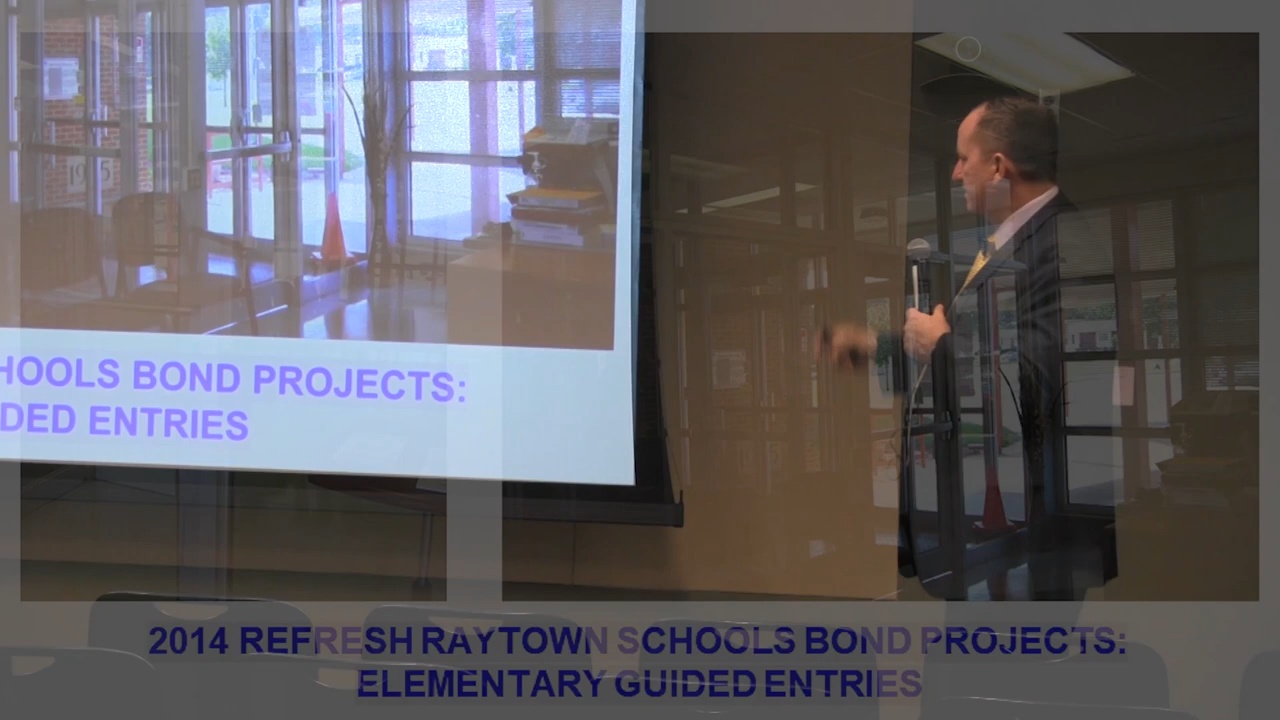 HOOLS BOND PROJECTS:
DED ENTRIES
2014 REFRESH RAYTOWN SCHOOLS BOND PROJECTS:
ELEMENTARY GUIDED ENTRIES